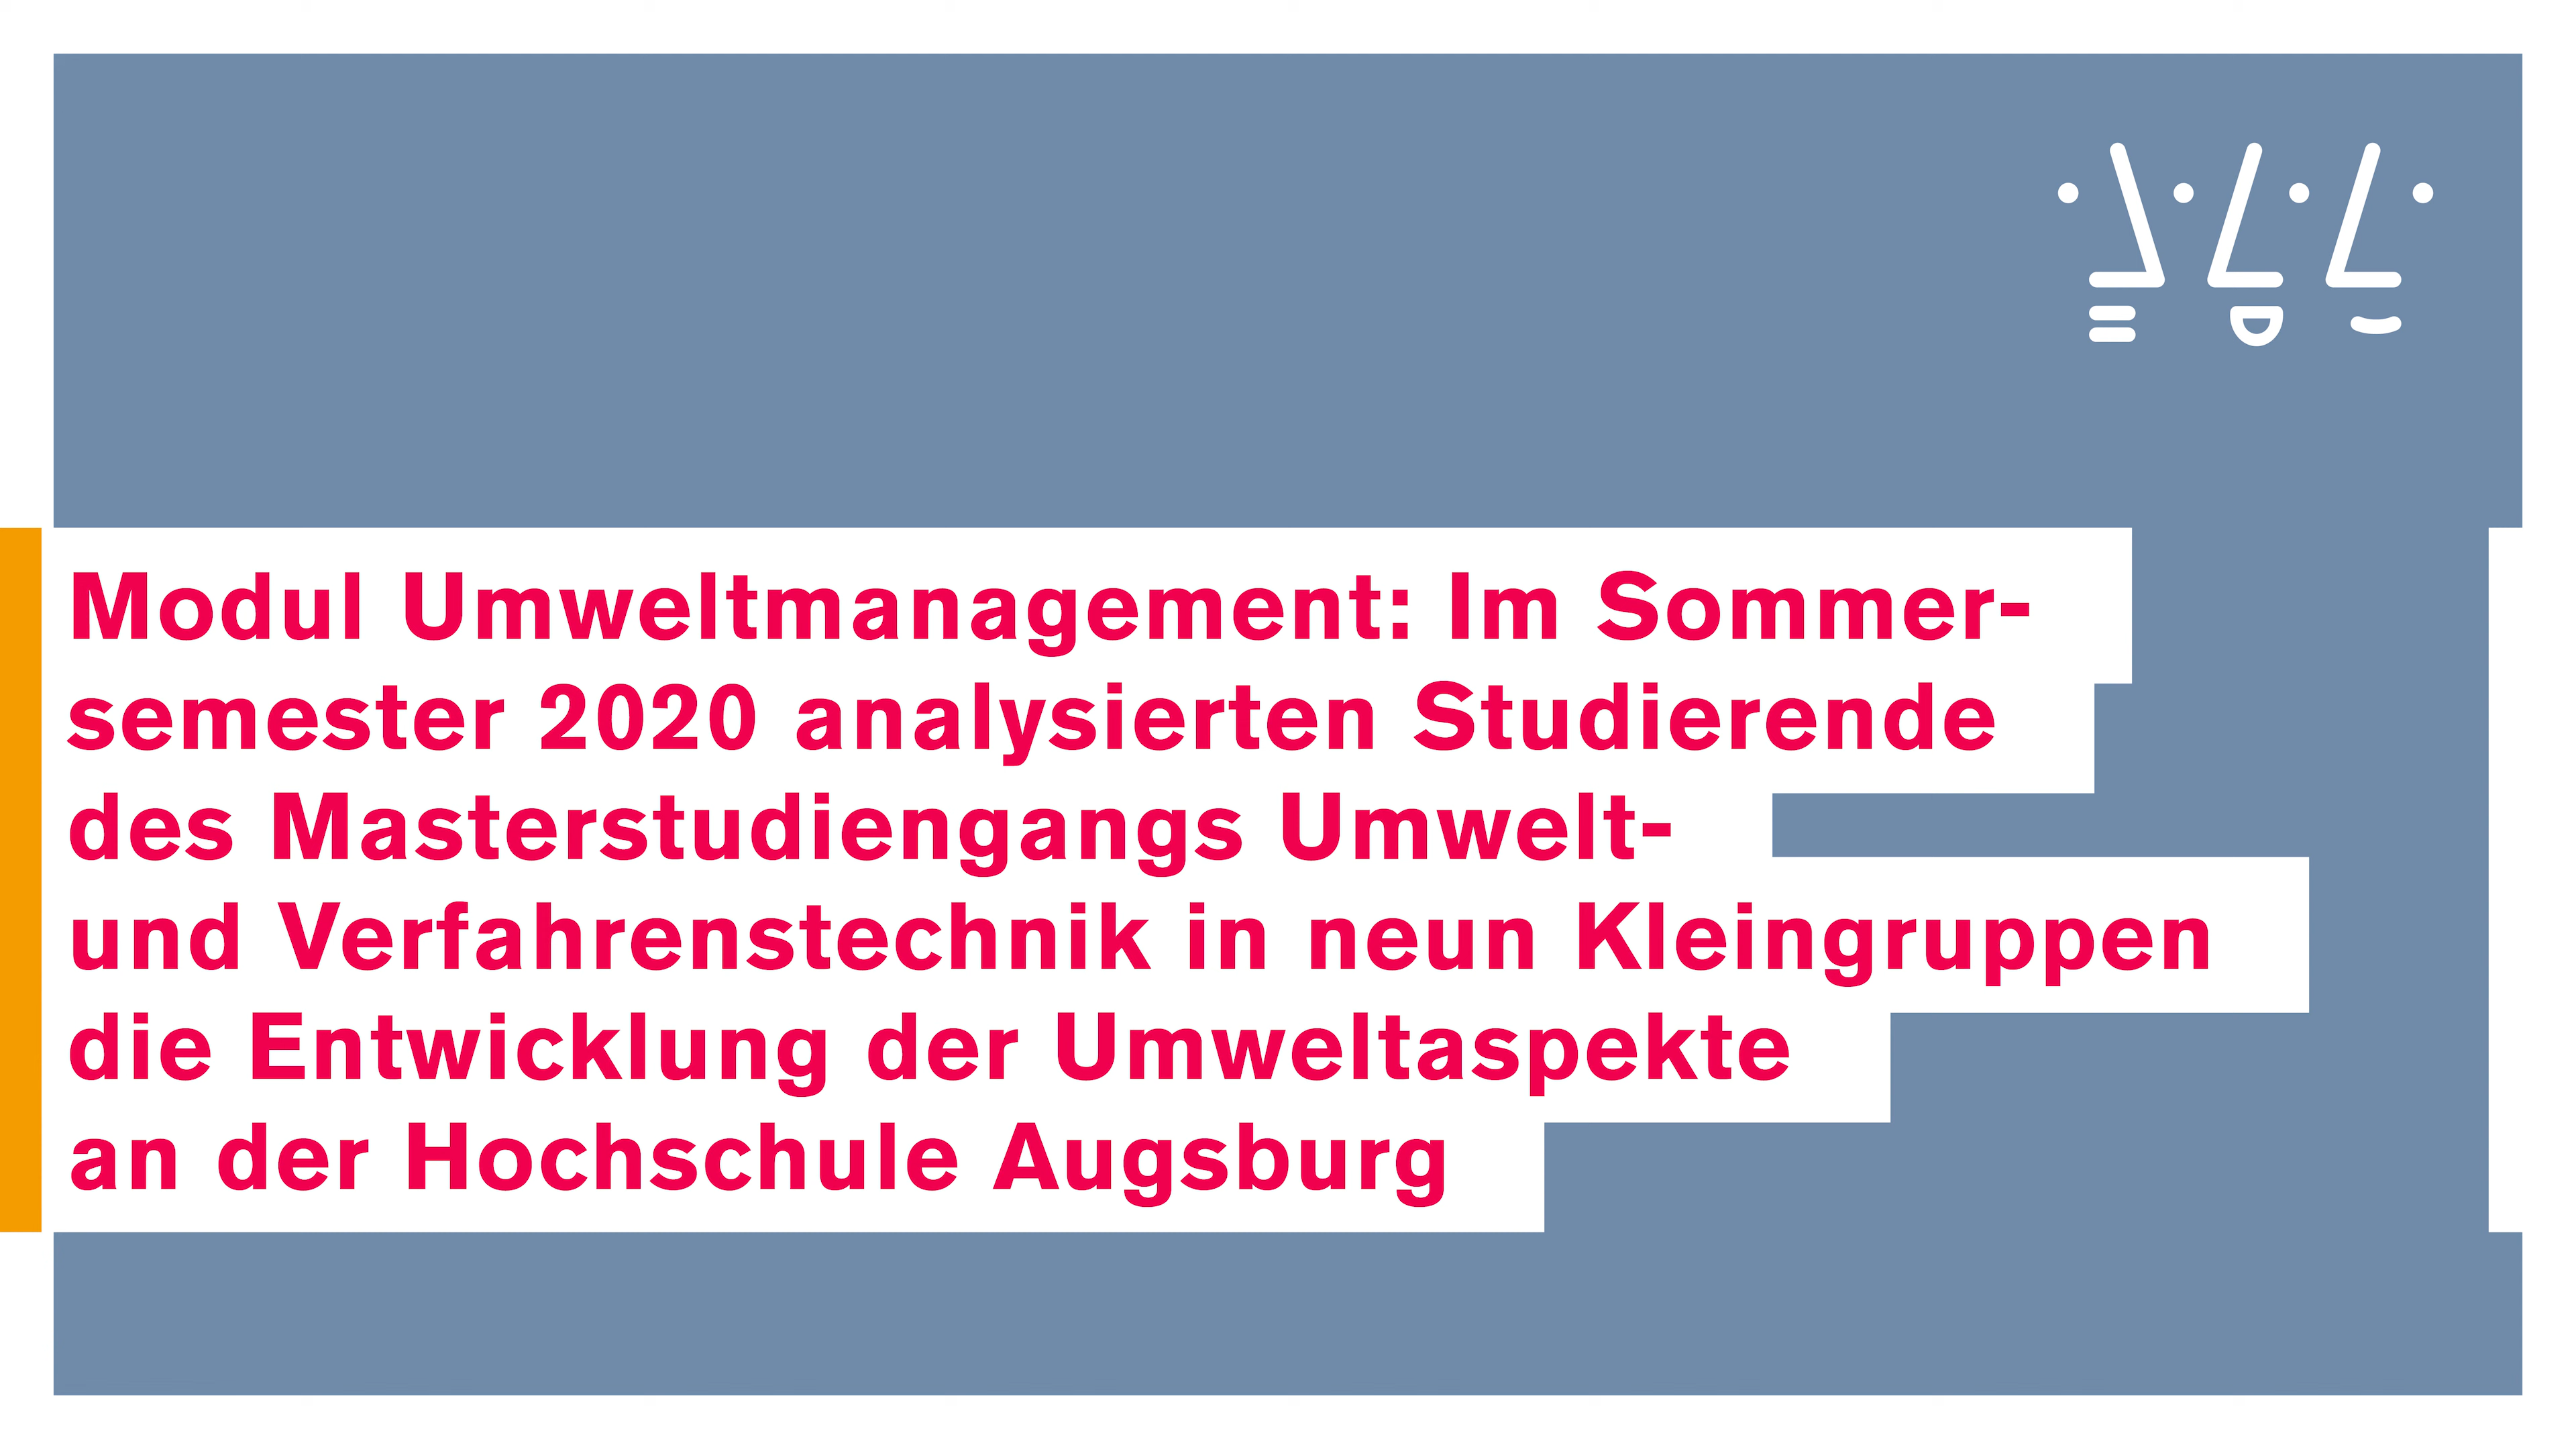 Modul Umweltmanagement: Im Sommer-
semester 2020 analysierten Studierende
des Masterstudiengangs Umwelt-
und Verfahrenstechnik in neun Kleingruppen
die Entwicklung der Umweltaspekte
an der Hochschule Augsburg